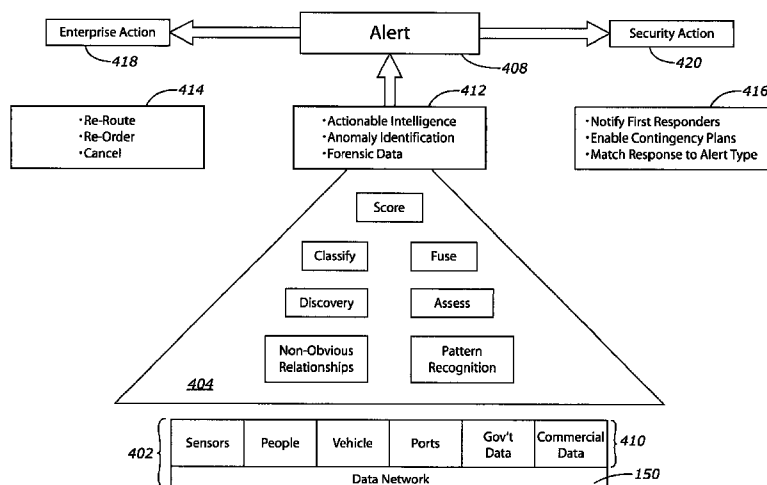 Enterprise Action
Alert
Security Action
418
408
420
414
412
416
•Re-Route
•Re-Order
•Cancel
•Actionable Intelligence
•Anomaly Identification
•Forensic Data
•Notify First Responders
•Enable Contingency Plans
•Match Response to Alert Type
Score
Classify
Fuse
Discovery
Assess
Non-Obvious
Relationships
Pattern
Recognition
404
402
Sensors
People
Vehicle
Ports
Gov't
Data
Commercial
Data
410
Data Network
150